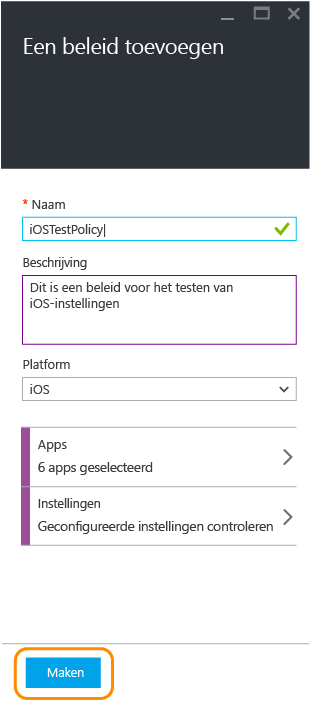 Een beleid toevoegen
* Naam
iOSTestPolicy
Beschrijving
Dit is een beleid voor het testen van
iOS-instellingen
Platform
iOS
Apps
6 apps geselecteerd
Instellingen
Geconfigureerde instellingen controleren
Maken